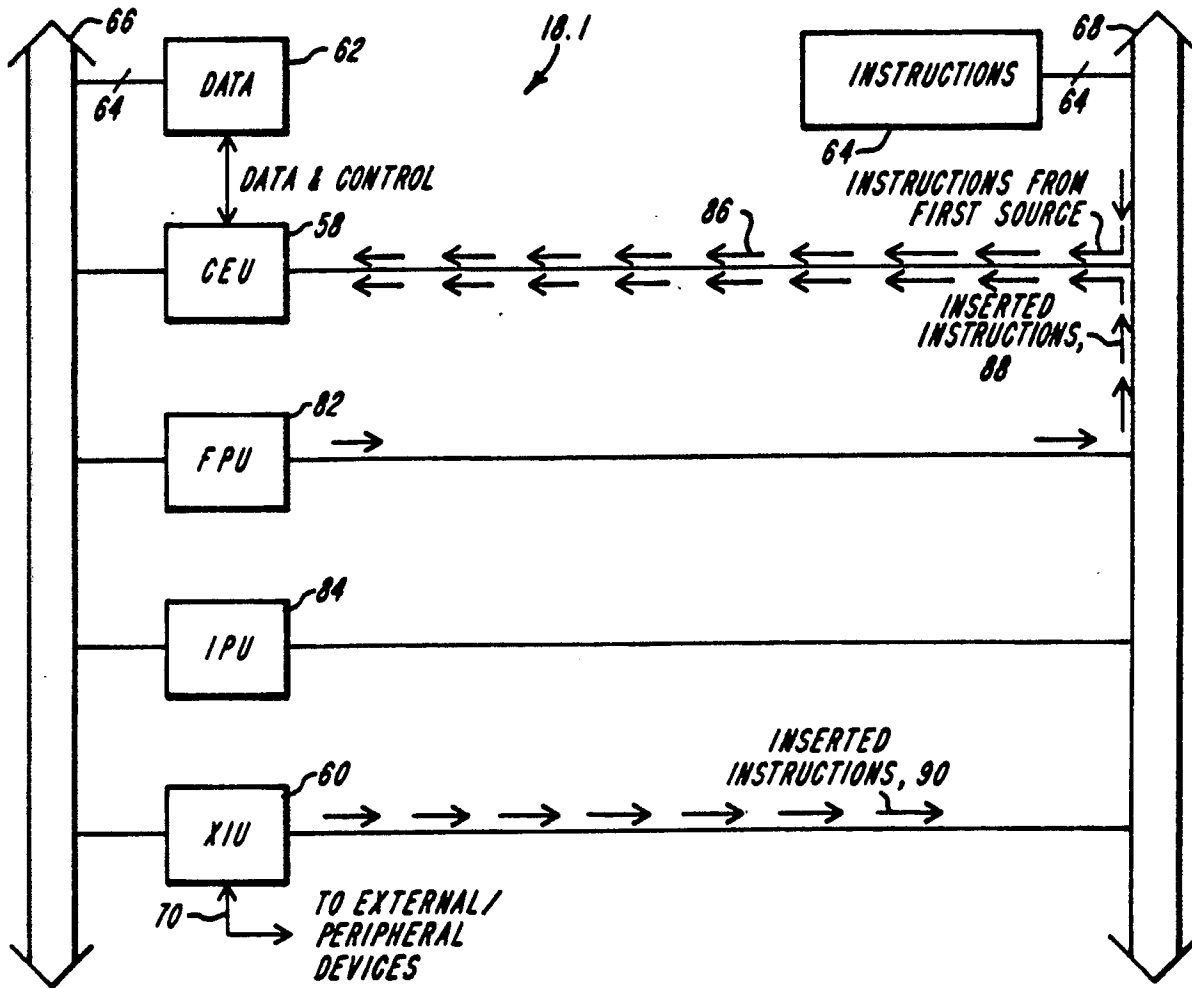 66
62
18.1
68
DATA
INSTRUCTIONS
64
64
64
DATA & CONTROL
INSTRUCTIONS FROM
FIRST SOURCE
58
86
CEU
INSERTED
INSTRUCTIONS,
88
82
FPU
84
IPU
INSERTED
INSTRUCTIONS, 90
60
XIU
70
TO EXTERNAL/
PERIPHERAL
DEVICES